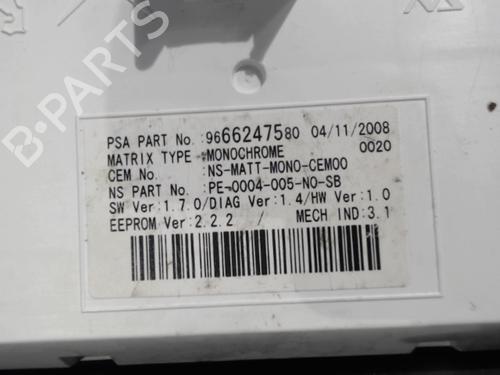 PSA PART No.:9666247580 04/11/2008
MATRIX TYPE :MONOCHROME 0020
CEM No. :NS-MATT-MONO-CEM00
NS PART No. :PE-0004-005-NO-SB
SW Ver:1.7.0/DIAG Ver:1.4/HW Ver:1.0
EEPROM Ver:2.2.2 / MECH IND:3.1
B-PARTS